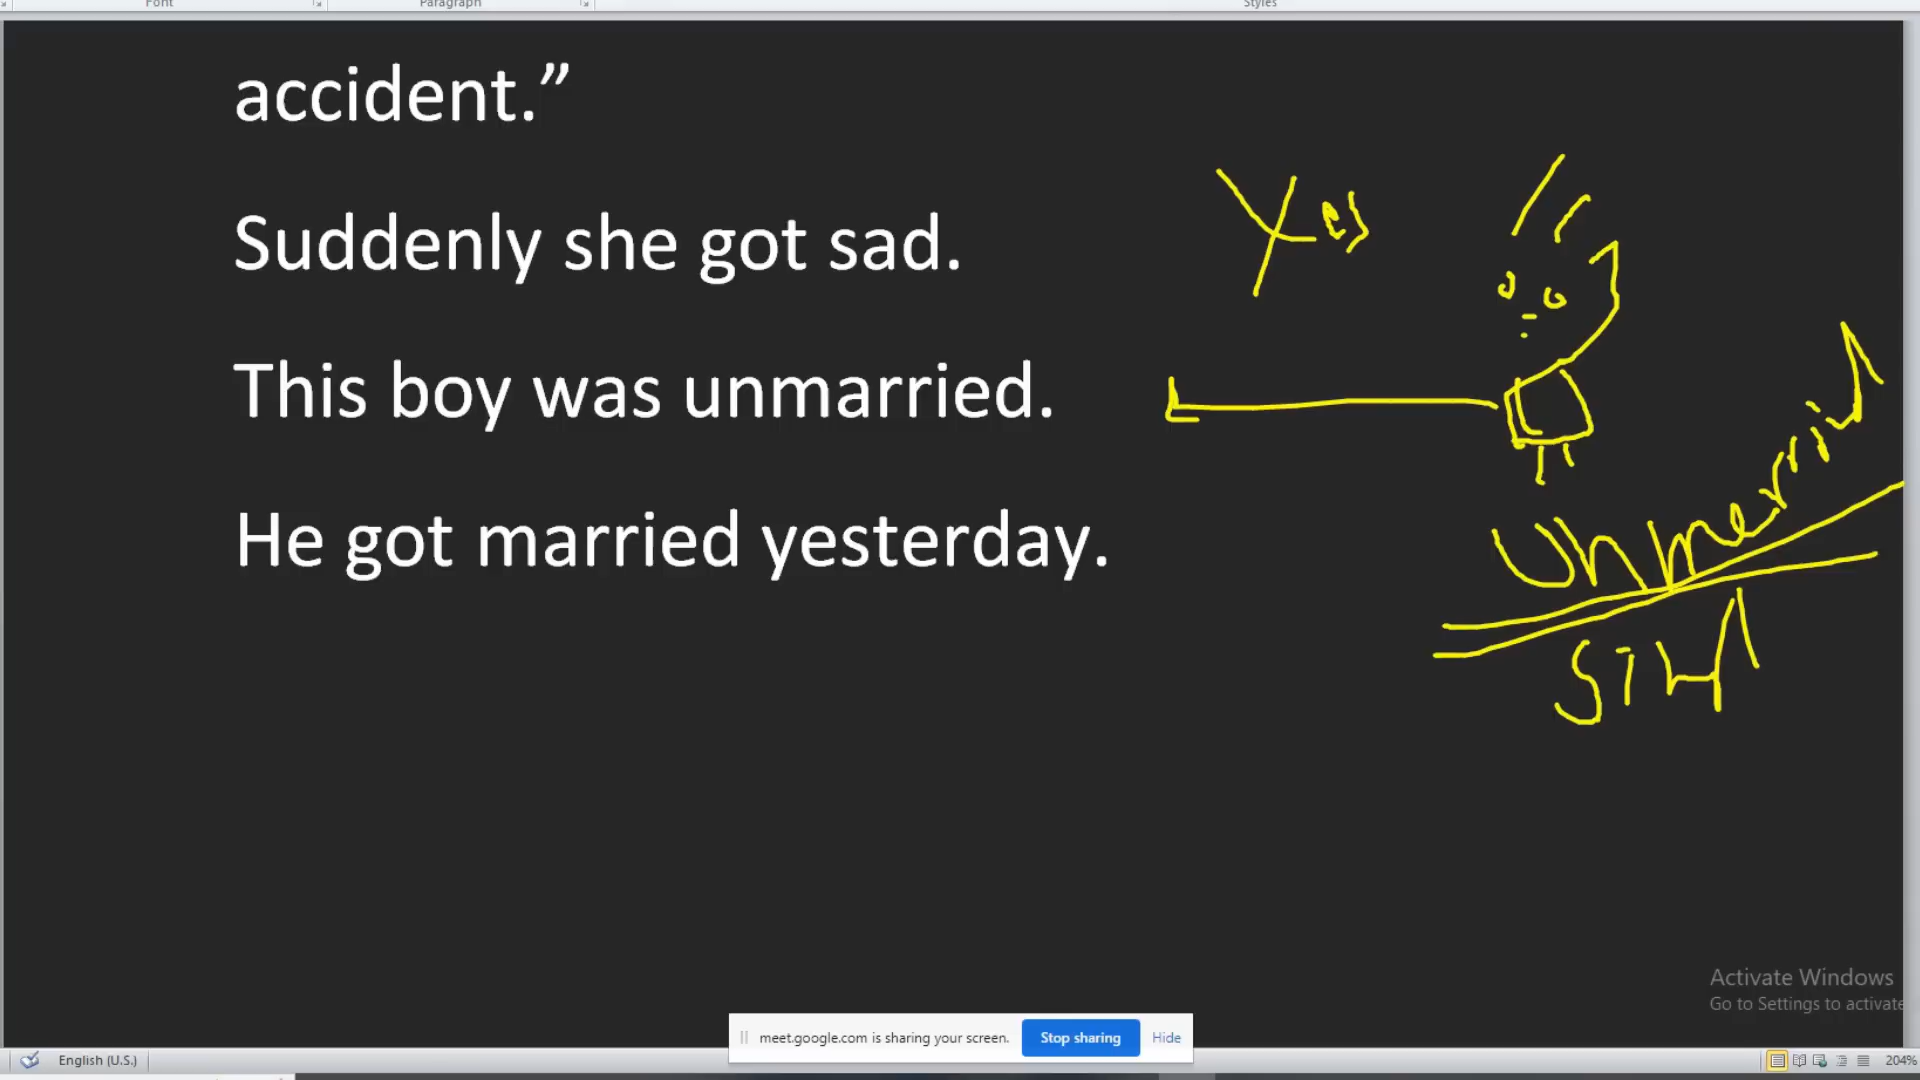 Font Paragraph Styles
accident.”
Suddenly she got sad.
This boy was unmarried.
He got married yesterday.
Yes
Activate Windows
Go to Settings to activate
meet.google.com is sharing your screen. Stop sharing Hide
English (U.S.) 204%